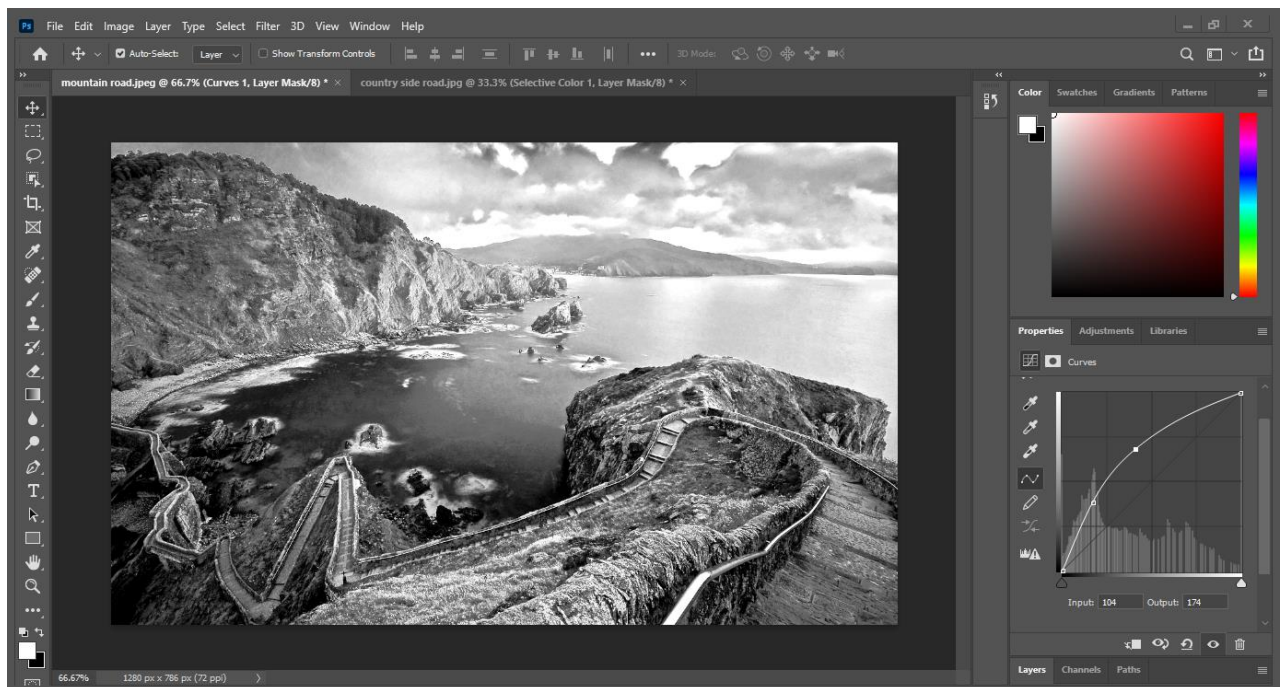 Ps File Edit Image Layer Type Select Filter 3D View Window Help
Auto-Select: Layer Show Transform Controls 3D Mode:
mountain road.jpeg @ 66.7% (Curves 1, Layer Mask/8) * × country side road.jpg @ 33.3% (Selective Color 1, Layer Mask/8) * ×
Color Swatches Gradients Patterns
Properties Adjustments Libraries
Curves
Input: 104 Output: 174
66.67% 1280 px x 786 px (72 ppi)
Layers Channels Paths